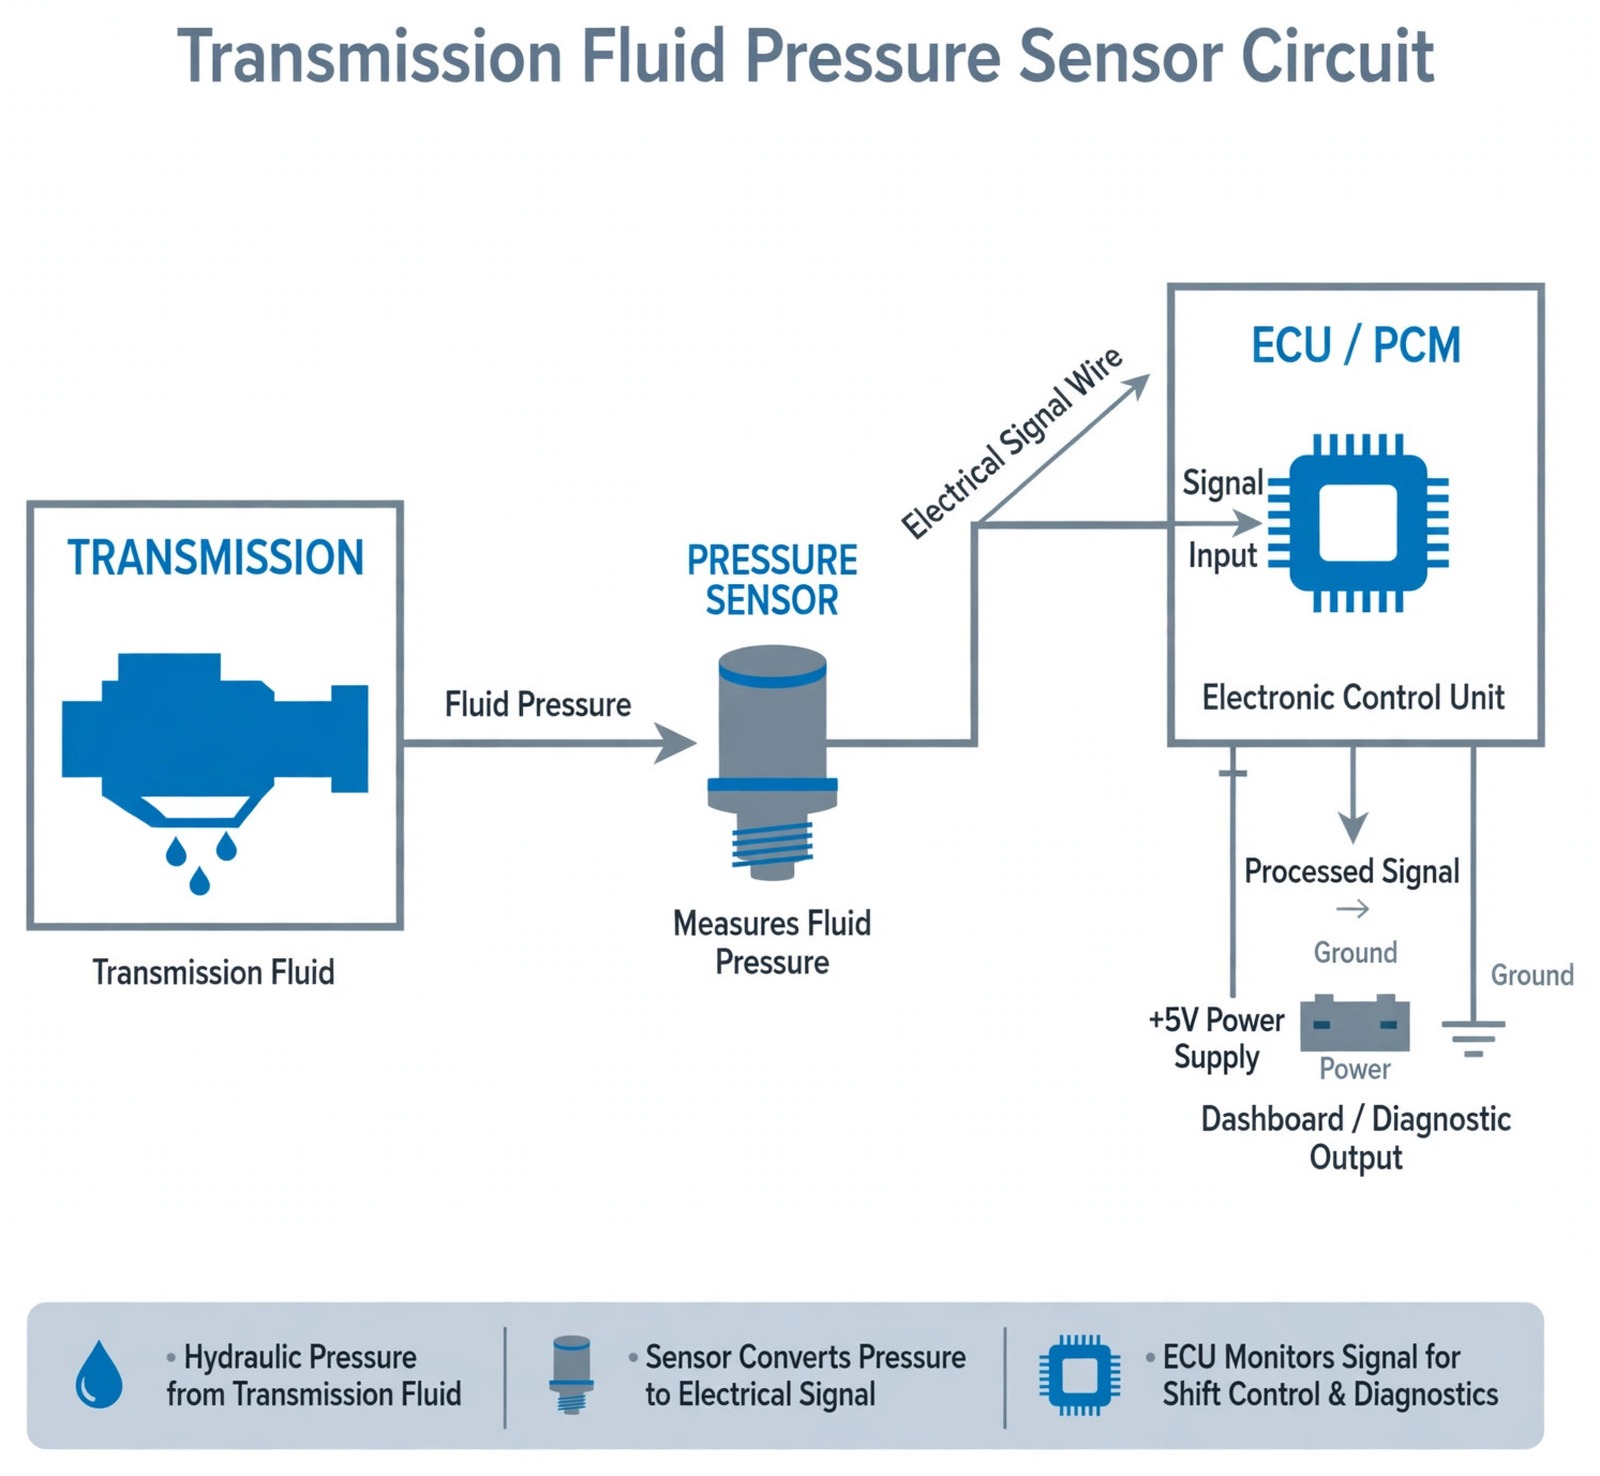 Transmission Fluid Pressure Sensor Circuit
ECU / PCM
Electrical Signal Wire
Signal
Input
Electronic Control Unit
TRANSMISSION
Transmission Fluid
Fluid Pressure
PRESSURE
SENSOR
Measures Fluid
Pressure
Processed Signal
→
Ground
Ground
+5V Power
Supply
Power
Dashboard / Diagnostic
Output
• Hydraulic Pressure
from Transmission Fluid
• Sensor Converts Pressure
to Electrical Signal
• ECU Monitors Signal for
Shift Control & Diagnostics